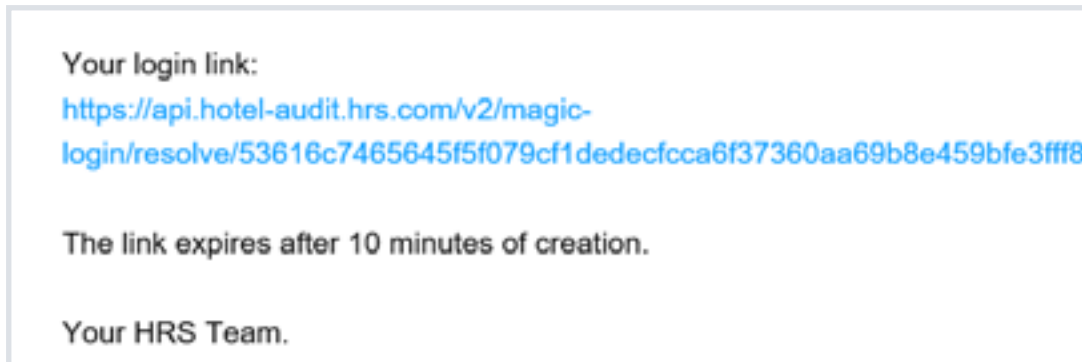 Your login link:
https://api.hotel-audit.hrs.com/v2/magic-
login/resolve/53616c7465645f5f079cf1dedecfcca6f37360aa69b8e459bfe3fff8
The link expires after 10 minutes of creation.
Your HRS Team.